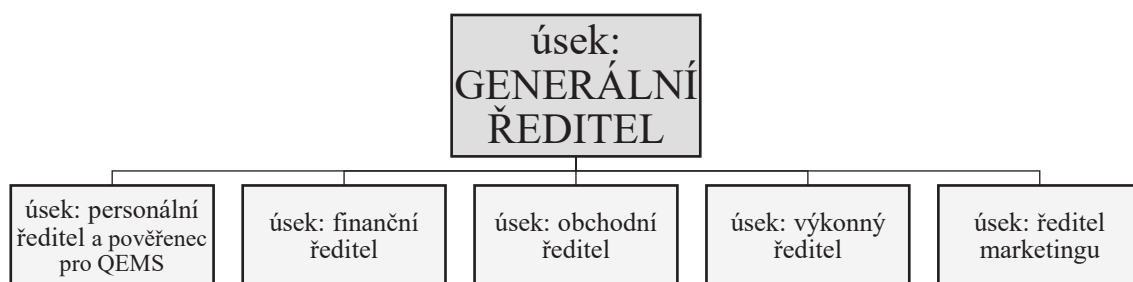 úsek:
GENERÁLNÍ
ŘEDITEL
úsek: personální
ředitel a pověřenec
pro QEMS
úsek: finanční
ředitel
úsek: obchodní
ředitel
úsek: výkonný
ředitel
úsek: ředitel
marketingu